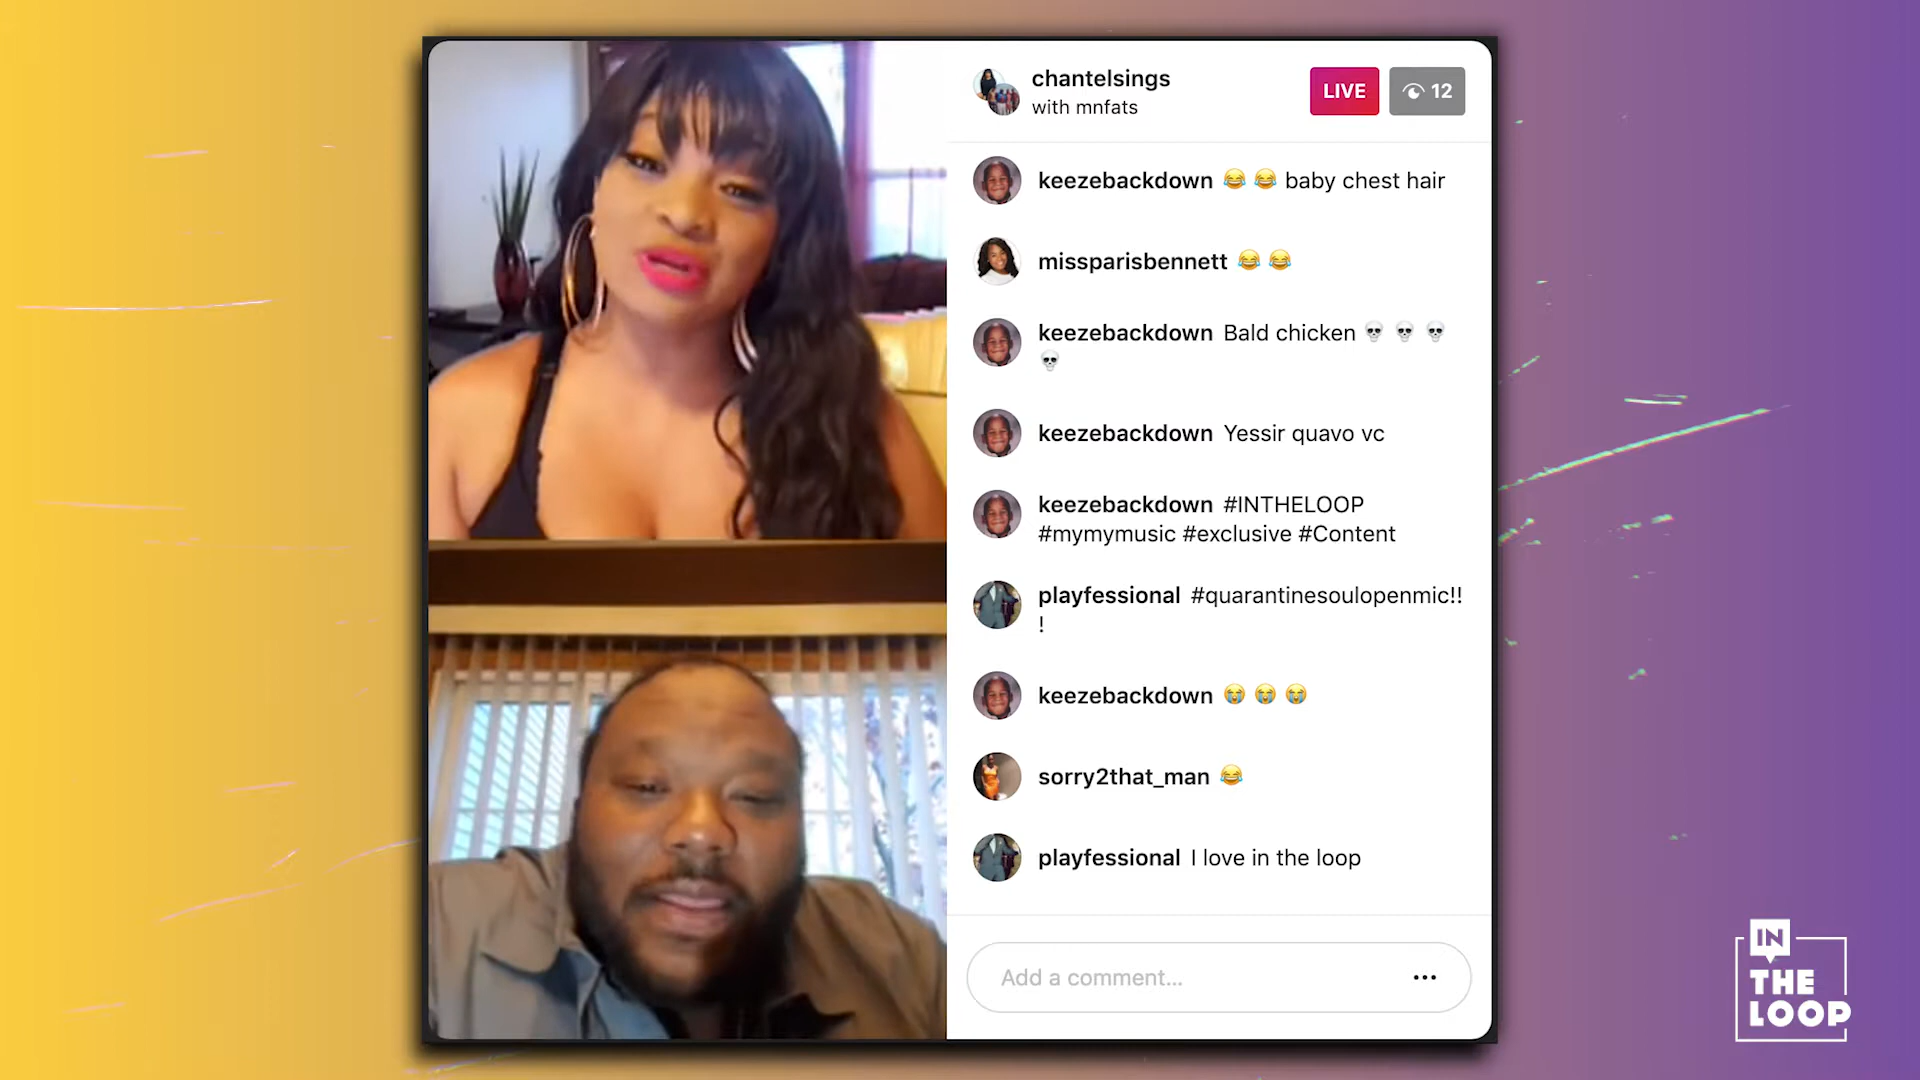 chantelsings
with mnfats
LIVE
12
keezebackdown 😂 😂 baby chest hair
missparisbennett 😂 😂
keezebackdown Bald chicken 💀 💀 💀
💀
keezebackdown Yessir quavo vc
keezebackdown #INTHELOOP
#mymymusic #exclusive #Content
playfessional #quarantinesoulopenmic!!
!
keezebackdown 😭 😭 😭
sorry2that_man 😂
playfessional I love in the loop
Add a comment...
IN
THE
LOOP